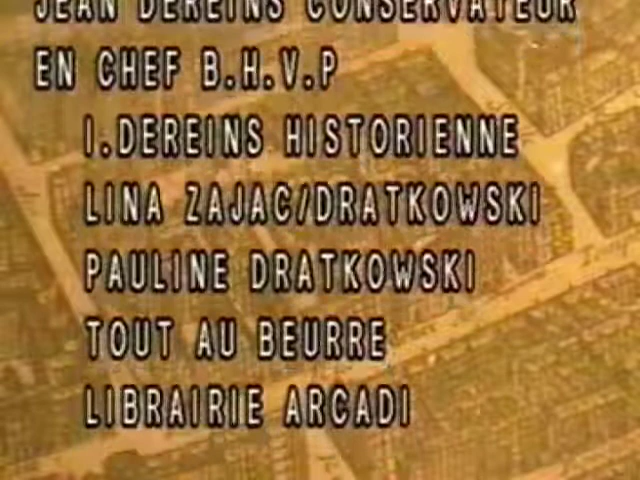 JEAN DEREINS CONSERVATEUR
EN CHEF B.H.V.P
I.DEREINS HISTORIENNE
LINA ZAJAC/DRATKOWSKI
PAULINE DRATKOWSKI
TOUT AU BEURRE
LIBRAIRIE ARCADI